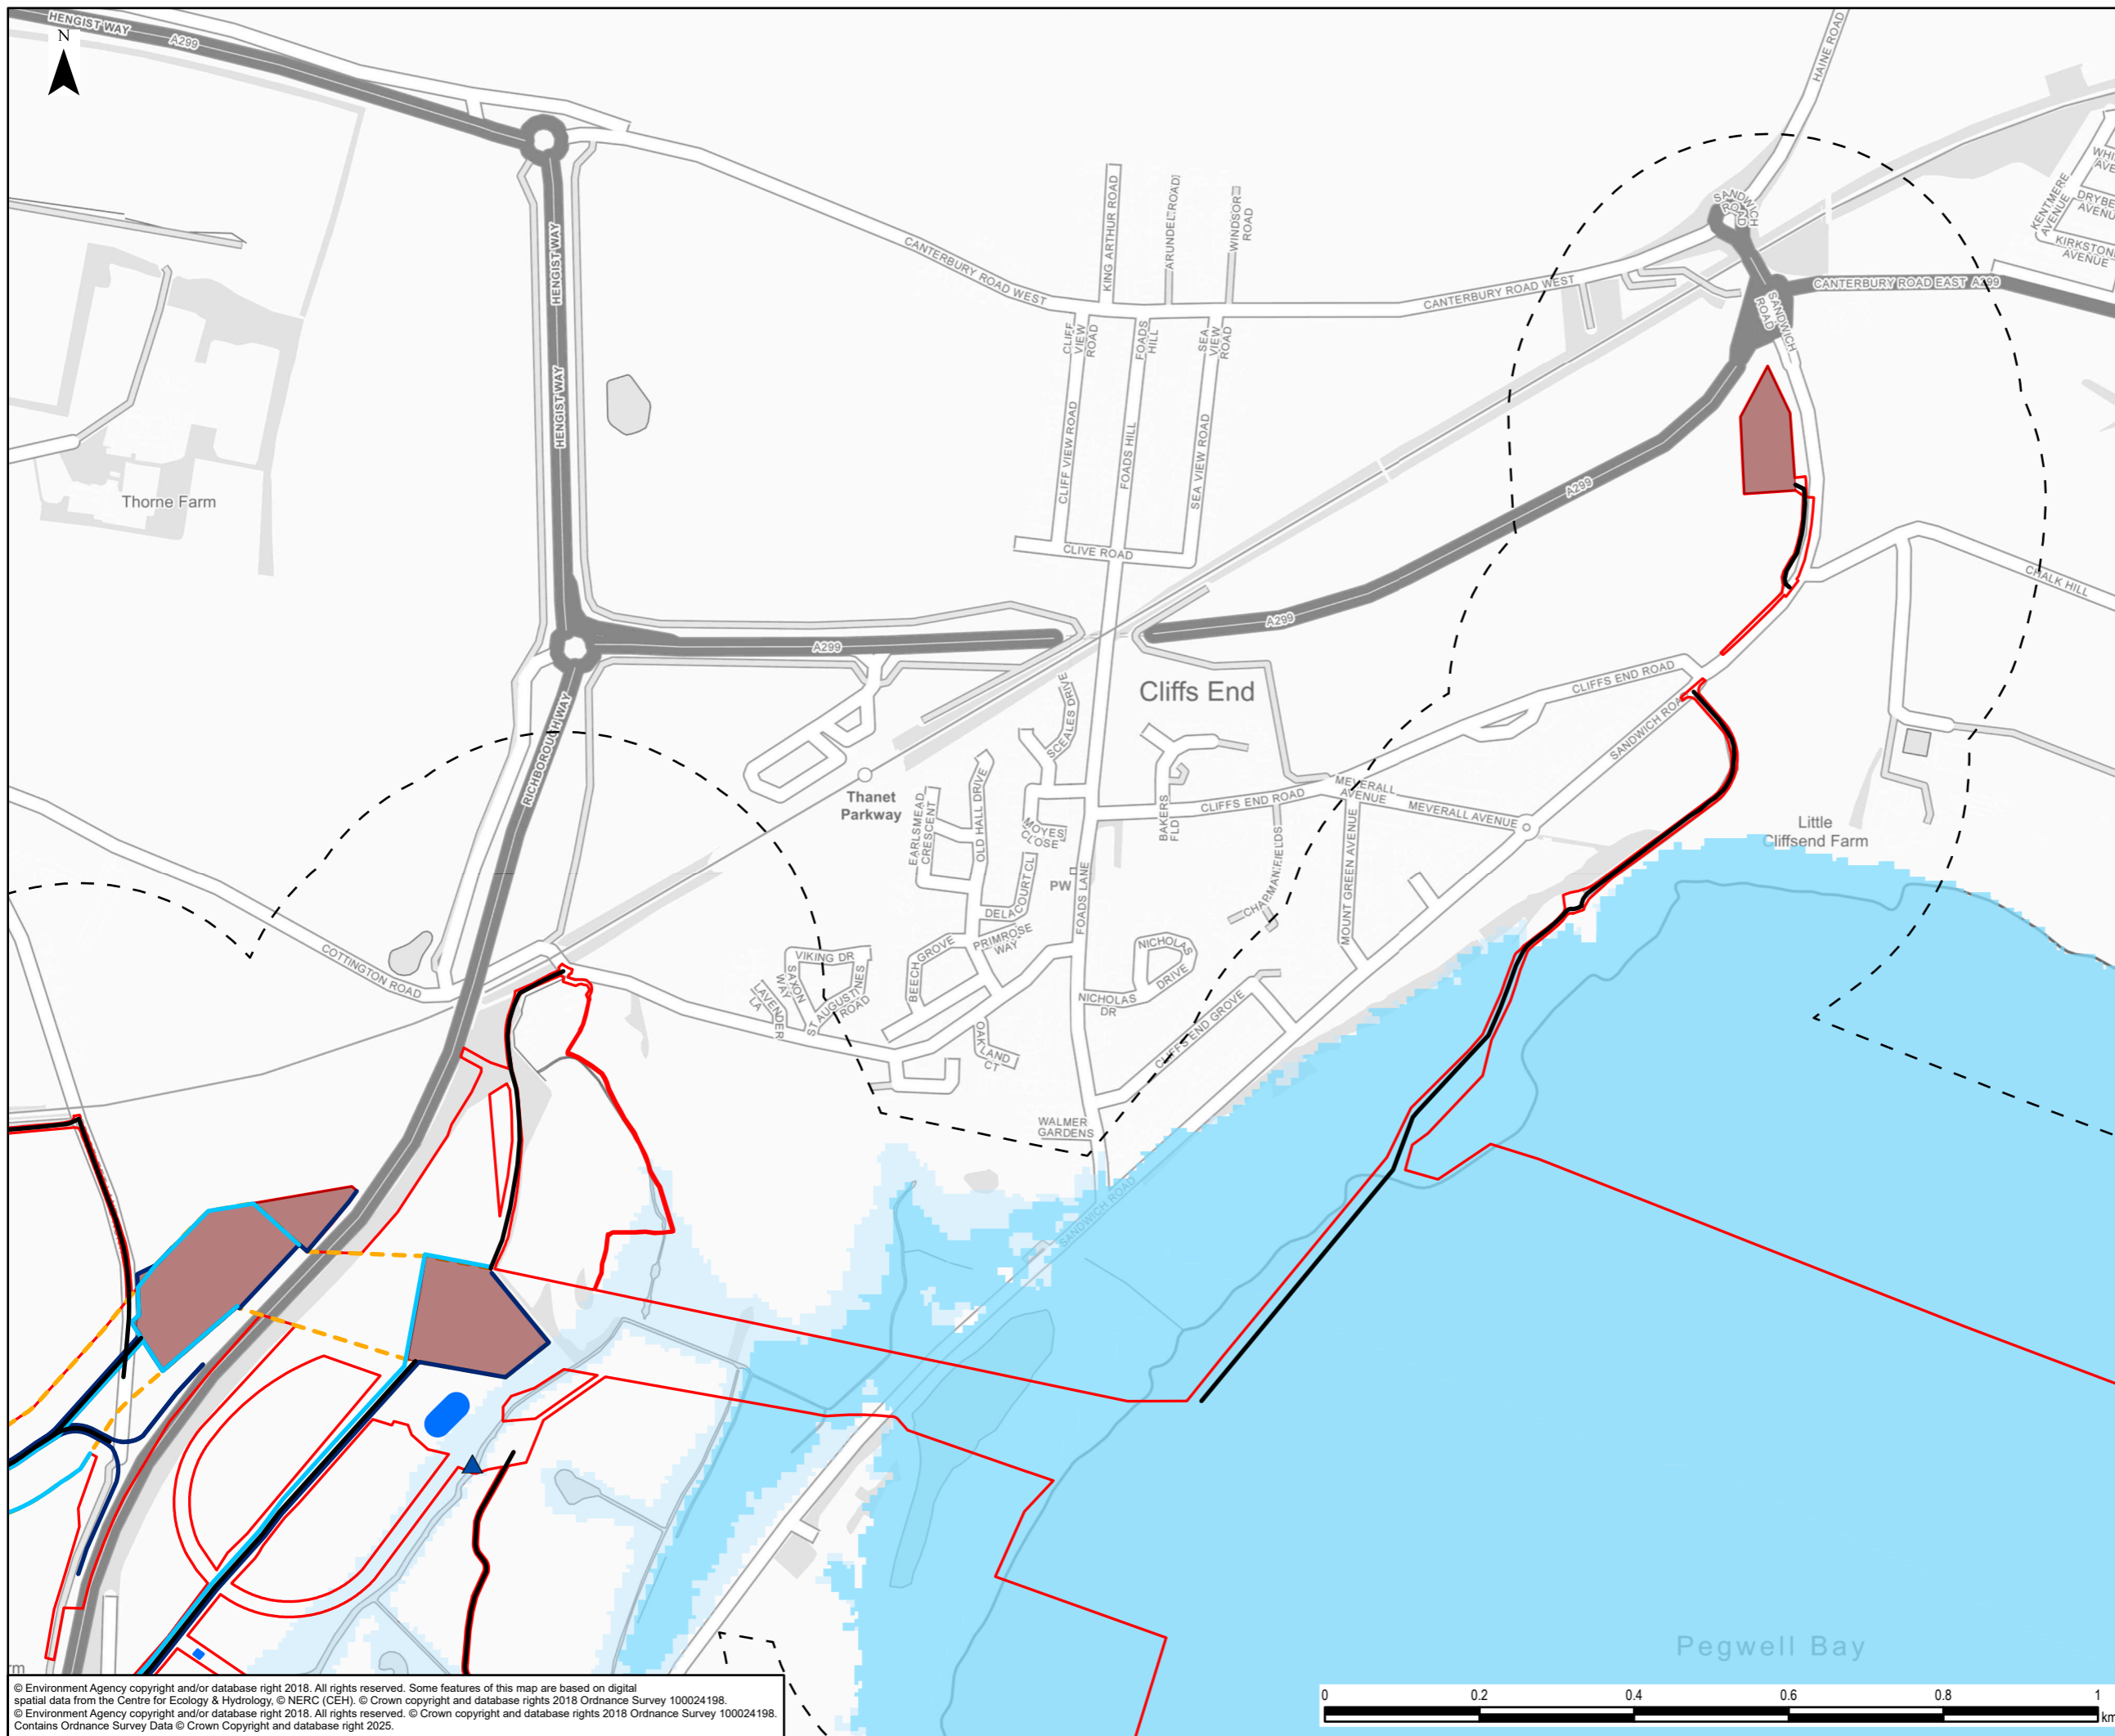 HENGIST WAY
A299
N
HAINE ROAD
KENTMERE
AVENUE
KIRKSTON
AVENUE
SANDWICH
ROAD
HENGIST WAY
KING ARTHUR ROAD
ARUNDEL ROAD
WINDSOR
ROAD
CANTERBURY ROAD WEST
CANTERBURY ROAD WEST
CANTERBURY ROAD EAST A299
SANDWICH
ROAD
CLIFF
VIEW
ROAD
FOADS
HILL
SEA
VIEW
ROAD
HENGIST WAY
CLIFF VIEW ROAD
FOADS HILL
SEA VIEW ROAD
A299
Thorne Farm
CLIVE ROAD
CHALK HILL
A299
A299
Cliffs End
CLIFFS END ROAD
SANDWICH ROA
RICHBOROUGH WAY
SCEALES DRIVE
Thanet
Parkway
EARLSMEAD
CRESCENT
OLD HALL DRIVE
MOYES
CLOSE
BAKERS
FLD
CLIFFS END ROAD
MEVERALL
AVENUE
MEVERALL AVENUE
Little
Cliffsend Farm
PW
FOADS LANE
CHAPMAN FIELDS
MOUNT GREEN AVENUE
DELA
COURT CL
PRIMROSE
WAY
BEECH GROVE
COTTINGTON ROAD
VIKING DR
SAXON
WAY
LAVENDER
LA
ST AUGUSTINES
ROAD
NICHOLAS
DRIVE
NICHOLAS
DR
OAK
LAND
CT
CLIFFS END GROVE
WALMER
GARDENS
SANDWICH ROAD
Pegwell Bay
rm
© Environment Agency copyright and/or database right 2018. All rights reserved. Some features of this map are based on digital
spatial data from the Centre for Ecology & Hydrology, © NERC (CEH). © Crown copyright and database rights 2018 Ordnance Survey 100024198.
© Environment Agency copyright and/or database right 2018. All rights reserved. © Crown copyright and database rights 2018 Ordnance Survey 100024198.
Contains Ordnance Survey Data © Crown Copyright and database right 2025.
0 0.2 0.4 0.6 0.8 1
km